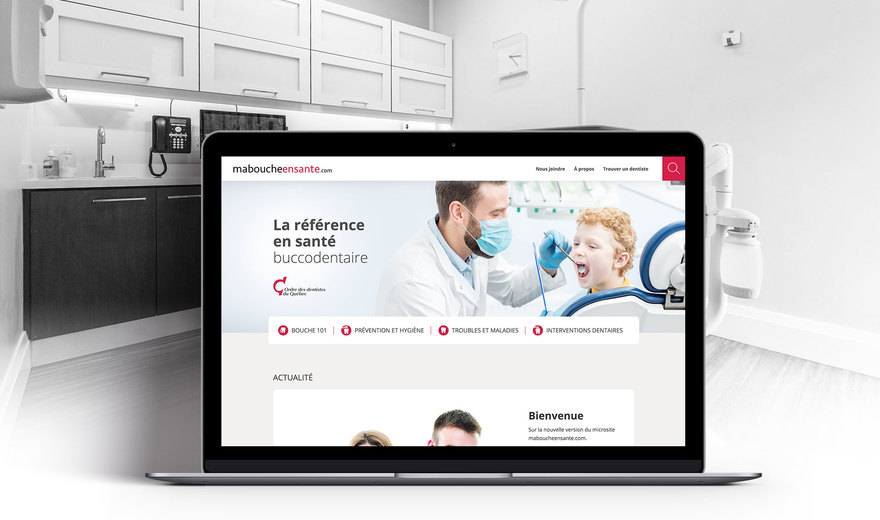 maboucheensante.com
Nous joindre À propos Trouver un dentiste
La référence
en santé
buccodentaire
Ordre des dentistes
du Québec
BOUCHE 101 | PRÉVENTION ET HYGIÈNE | TROUBLES ET MALADIES | INTERVENTIONS DENTAIRES
ACTUALITÉ
Bienvenue
Sur la nouvelle version du microsite
maboucheensante.com.